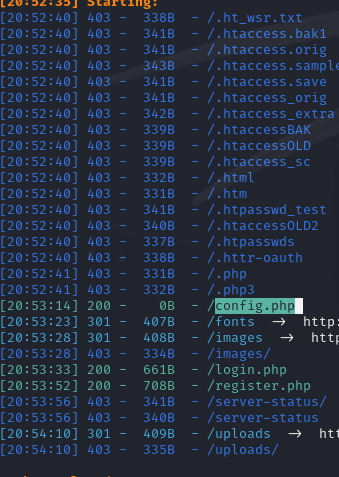 [20:52:35] Starting:
[20:52:40] 403 -  338B  - /.ht_wsr.txt
[20:52:40] 403 -  341B  - /.htaccess.bak1
[20:52:40] 403 -  341B  - /.htaccess.orig
[20:52:40] 403 -  343B  - /.htaccess.sample
[20:52:40] 403 -  341B  - /.htaccess.save
[20:52:40] 403 -  341B  - /.htaccess_orig
[20:52:40] 403 -  342B  - /.htaccess_extra
[20:52:40] 403 -  339B  - /.htaccessBAK
[20:52:40] 403 -  339B  - /.htaccessOLD
[20:52:40] 403 -  339B  - /.htaccess_sc
[20:52:40] 403 -  332B  - /.html
[20:52:40] 403 -  331B  - /.htm
[20:52:40] 403 -  341B  - /.htpasswd_test
[20:52:40] 403 -  340B  - /.htaccessOLD2
[20:52:40] 403 -  337B  - /.htpasswds
[20:52:40] 403 -  338B  - /.httr-oauth
[20:52:41] 403 -  331B  - /.php
[20:52:41] 403 -  332B  - /.php3
[20:53:14] 200 -    0B  - /config.php
[20:53:23] 301 -  407B  - /fonts  →  http:
[20:53:28] 301 -  408B  - /images  →  http
[20:53:28] 403 -  334B  - /images/
[20:53:33] 200 -  661B  - /login.php
[20:53:52] 200 -  708B  - /register.php
[20:53:56] 403 -  341B  - /server-status/
[20:53:56] 403 -  340B  - /server-status
[20:54:10] 301 -  409B  - /uploads  →  htt
[20:54:10] 403 -  335B  - /uploads/